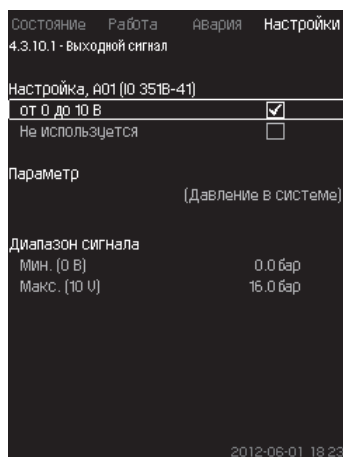 Состояние Работа Авария Настройки
4.3.10.1 - Выходной сигнал
Настройка, A01 (IO 351B-41)
от 0 до 10 В
Не используется
Параметр
(Давление в системе)
Диапазон сигнала
Мин. (0 В) 0.0 бар
Макс. (10 V) 16.0 бар
2012-06-01 18:23